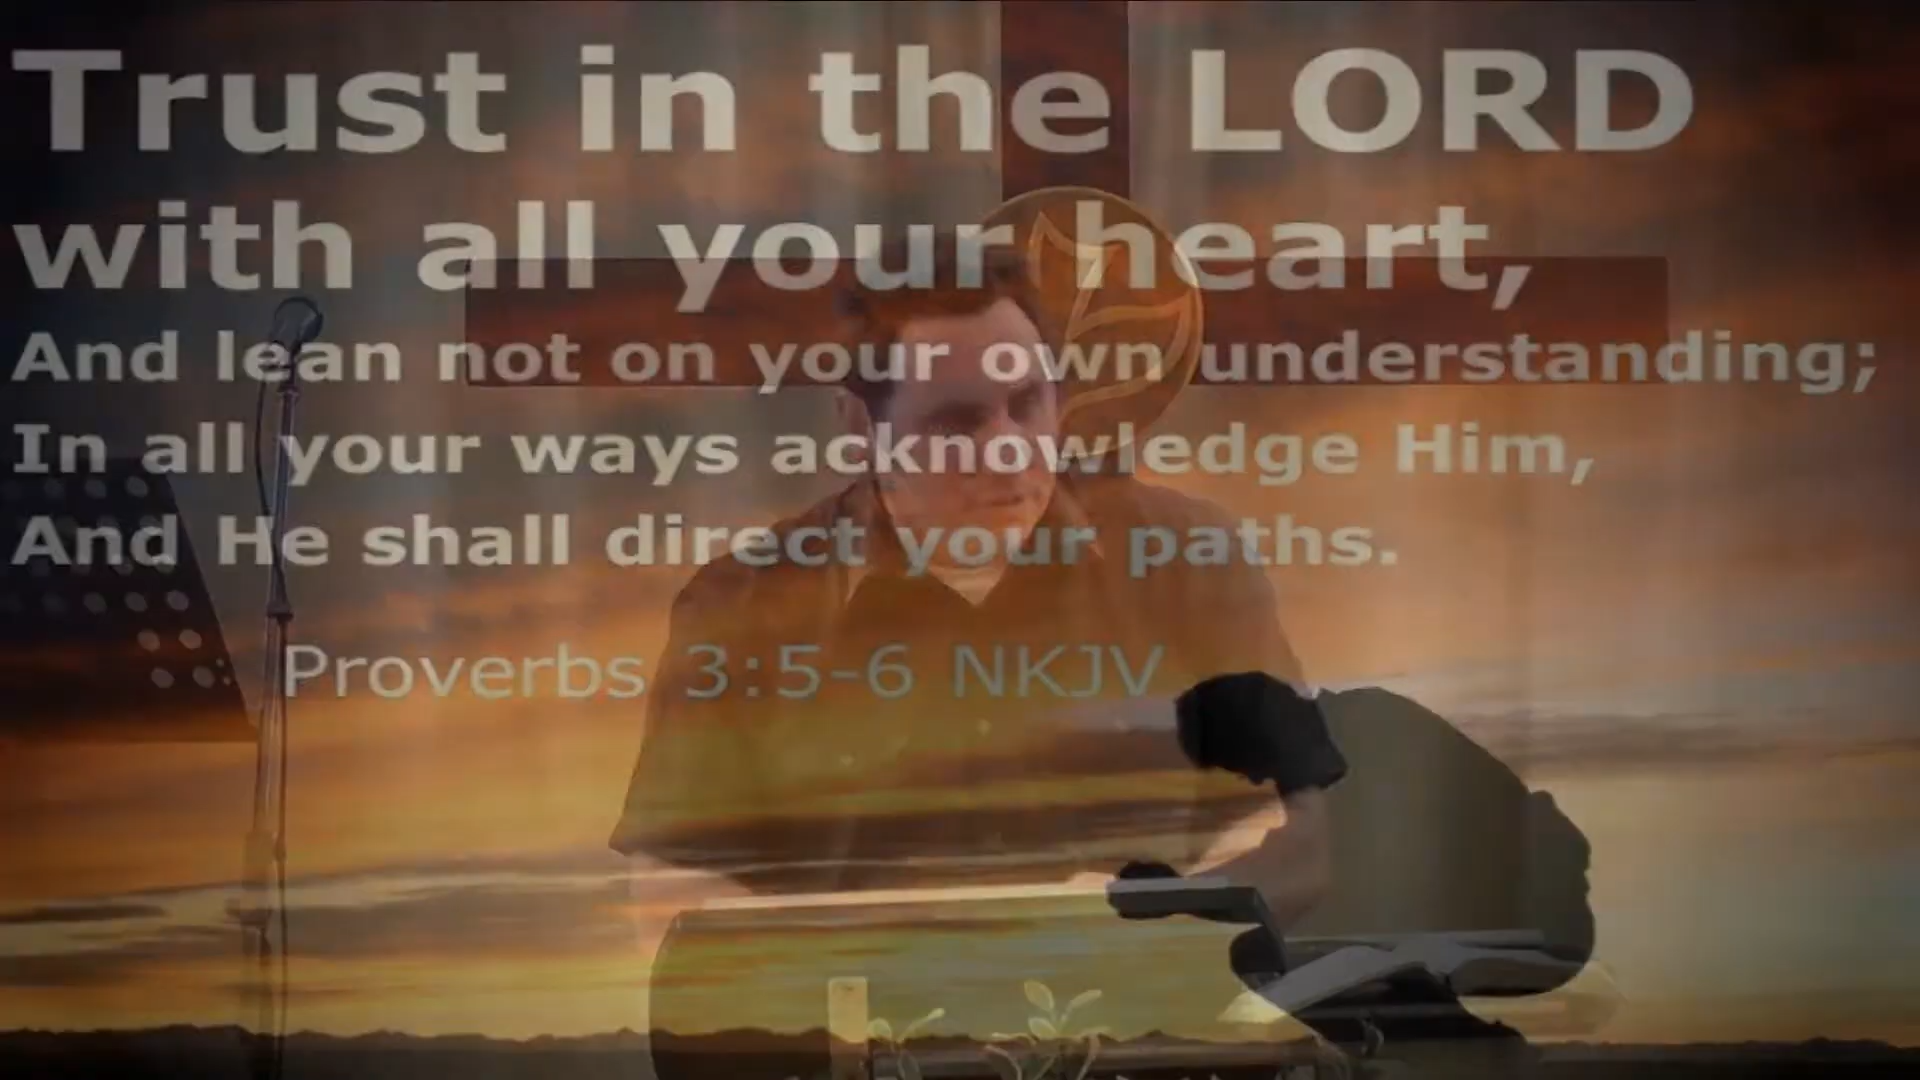 Trust in the LORD
with all your heart,
And lean not on your own understanding;
In all your ways acknowledge Him,
And He shall direct your paths.
Proverbs 3:5-6 NKJV